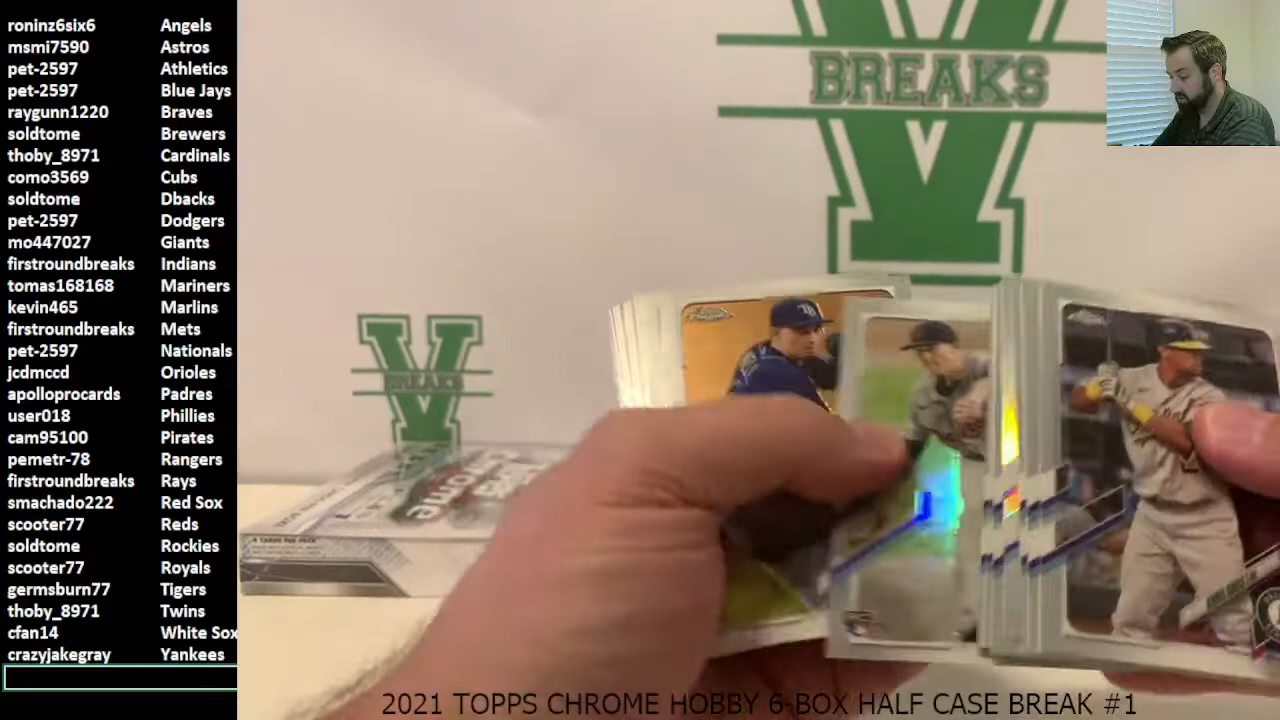 roninz6six6 Angels
msmi7590 Astros
pet-2597 Athletics
pet-2597 Blue Jays
raygunn1220 Braves
soldtome Brewers
thoby_8971 Cardinals
como3569 Cubs
soldtome Dbacks
pet-2597 Dodgers
mo447027 Giants
firstroundbreaks Indians
tomas168168 Mariners
kevin465 Marlins
firstroundbreaks Mets
pet-2597 Nationals
jcdmccd Orioles
apolloprocards Padres
user018 Phillies
cam95100 Pirates
pemetr-78 Rangers
firstroundbreaks Rays
smachado222 Red Sox
scooter77 Reds
soldtome Rockies
scooter77 Royals
germsburn77 Tigers
thoby_8971 Twins
cfan14 White Sox
crazyjakegray Yankees
V
BREAKS
V
BREAKS
TB
2021 TOPPS CHROME HOBBY 6-BOX HALF CASE BREAK #1